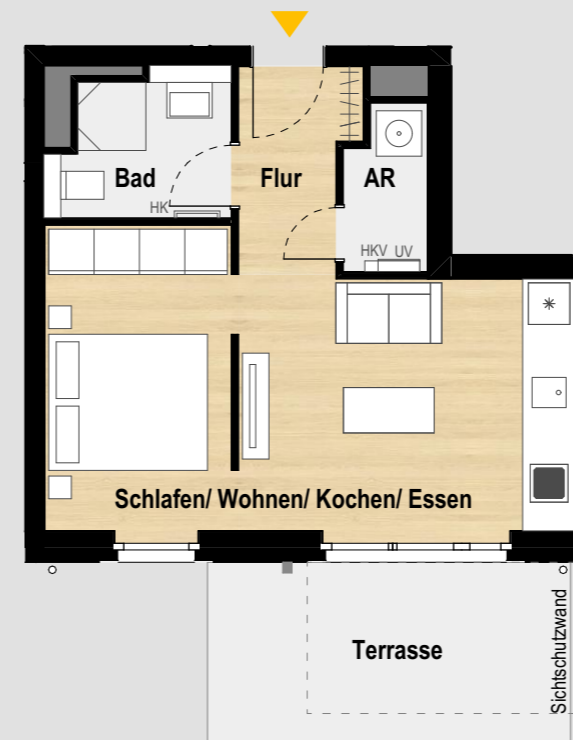 Bad
Flur
AR
HK
HKV UV
Schlafen/ Wohnen/ Kochen/ Essen
Terrasse
Sichtschutzwand